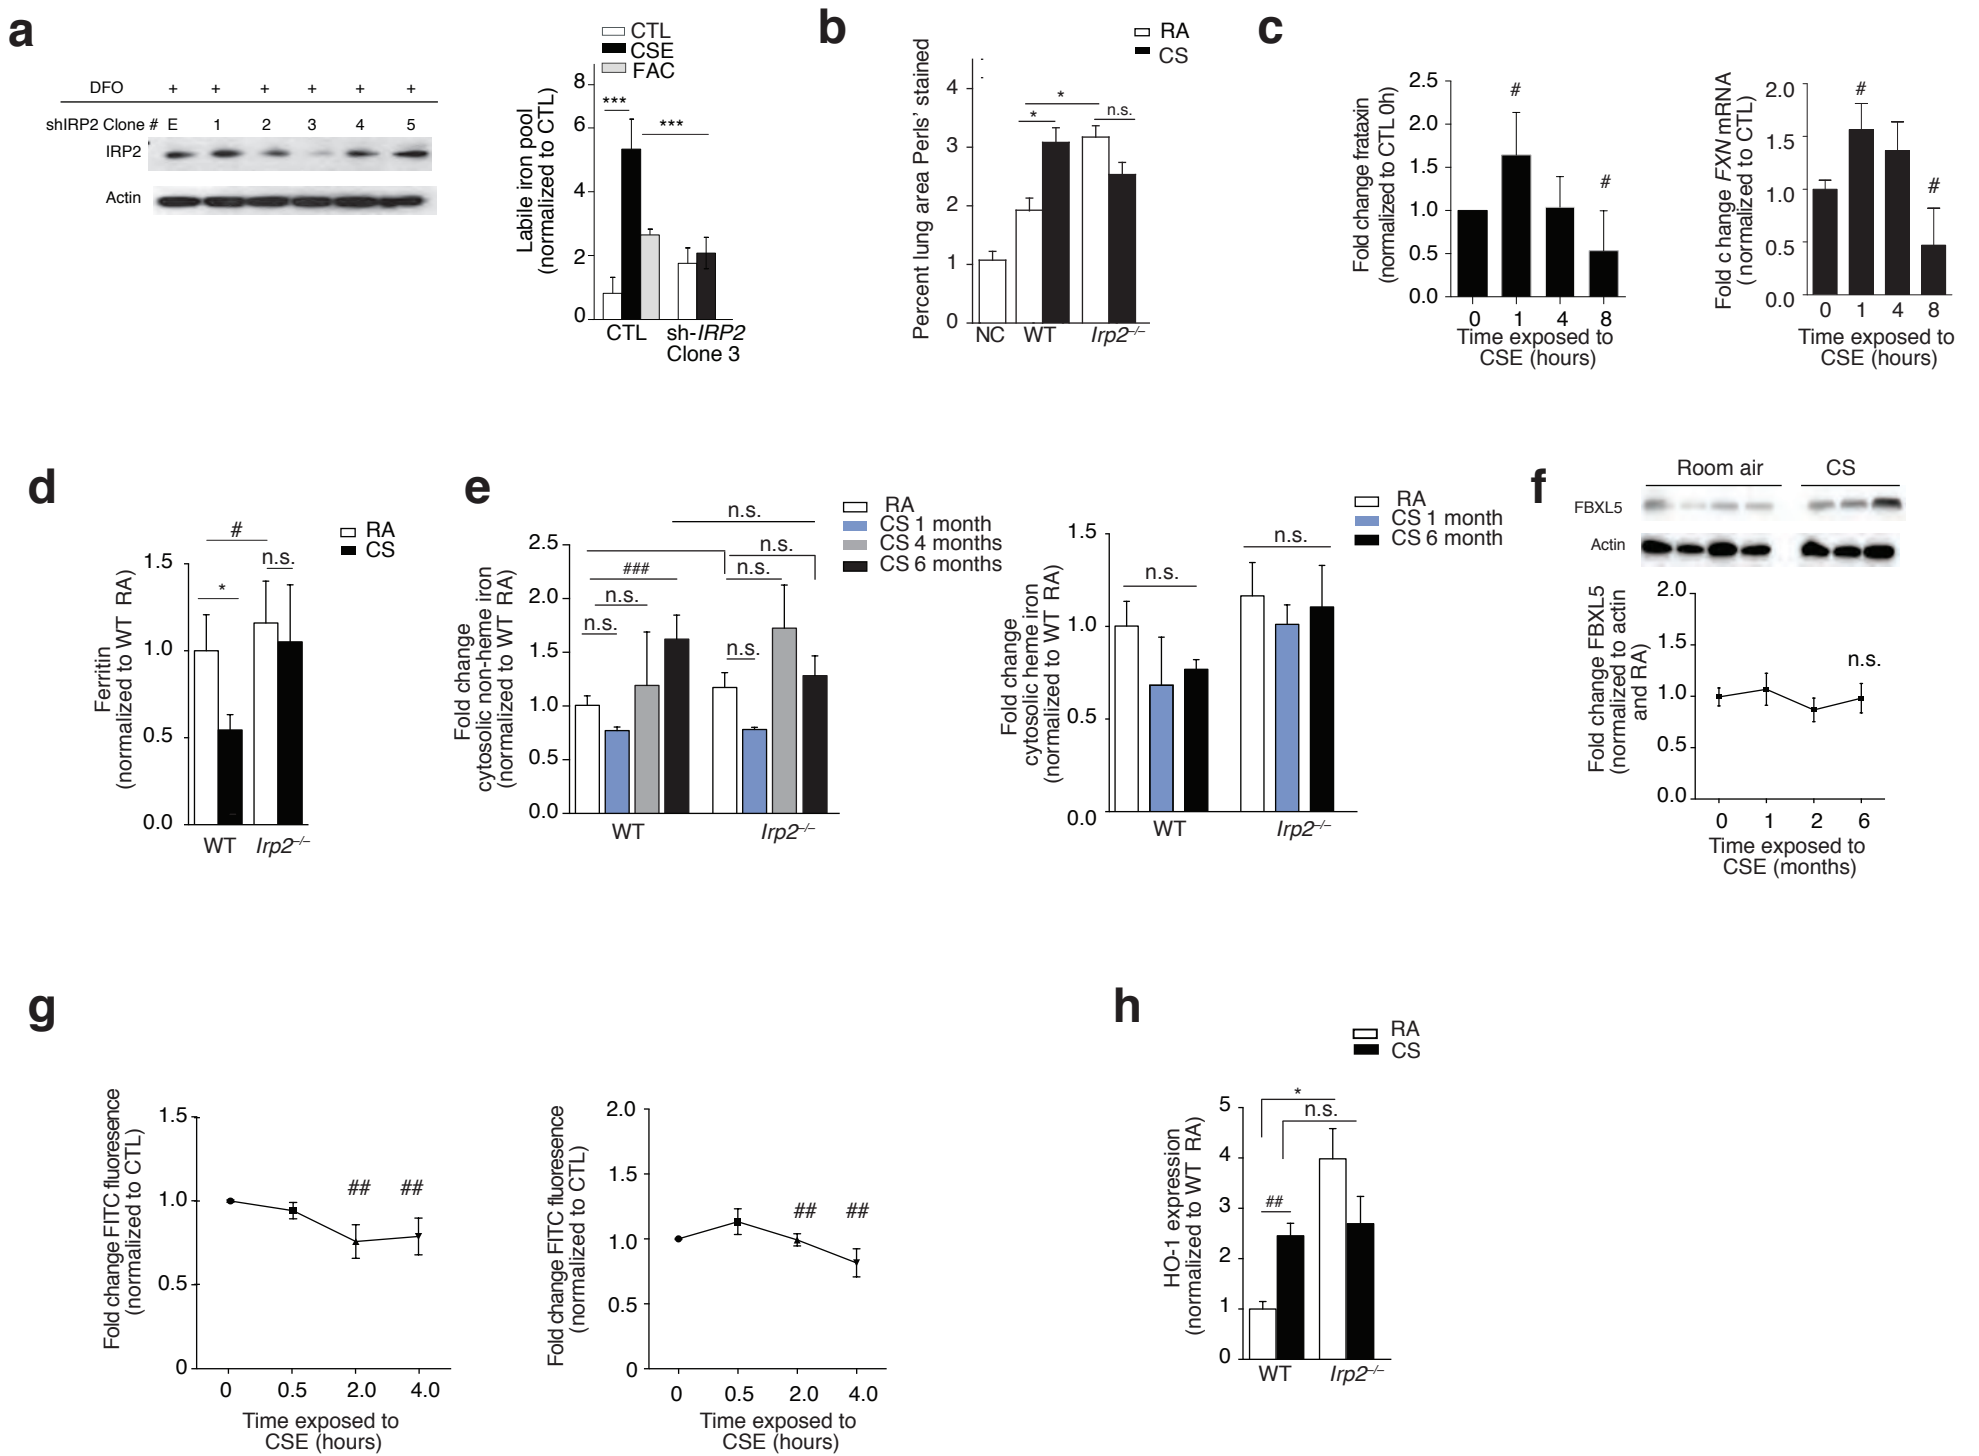 a
DFO + + + + + +
shIRP2 Clone # E 1 2 3 4 5
IRP2
Actin
CTL
CSE
FAC
Labile iron pool
(normalized to CTL)
8
6
4
2
0
***
***
CTL
sh-IRP2
Clone 3
b
RA
CS
Percent lung area Perls' stained
4
3
2
1
0
*
*
n.s.
NC WT Irp2–/–
c
Fold change frataxin
(normalized to CTL 0h)
2.5
2.0
1.5
1.0
0.5
0.0
#
#
0 1 4 8
Time exposed to
CSE (hours)
Fold c hange FXN mRNA
(normalized to CTL)
2.0
1.5
1.0
0.5
0.0
#
#
0 1 4 8
Time exposed to
CSE (hours)
d
RA
CS
Ferritin
(normalized to WT RA)
1.5
1.0
0.5
0.0
#
*
n.s.
WT Irp2–/–
e
RA
CS 1 month
CS 4 months
CS 6 months
Fold change
cytosolic non-heme iron
(normalized to WT RA)
2.5
2.0
1.5
1.0
0.5
0.0
n.s.
n.s.
###
n.s.
n.s.
n.s.
n.s.
WT Irp2–/–
RA
CS 1 month
CS 6 month
Fold change
cytosolic heme iron
(normalized to WT RA)
1.5
1.0
0.5
0.0
n.s.
n.s.
WT Irp2–/–
f
Room air CS
FBXL5
Actin
Fold change FBXL5
(normalized to actin
and RA)
2.0
1.5
1.0
0.5
0.0
n.s.
0 1 2 6
Time exposed to
CSE (months)
g
Fold change FITC fluoresence
(normalized to CTL)
1.5
1.0
0.5
0
## ##
0 0.5 2.0 4.0
Time exposed to
CSE (hours)
Fold change FITC fluoresence
(normalized to CTL)
2.0
1.5
1.0
0.5
0
## ##
0 0.5 2.0 4.0
Time exposed to
CSE (hours)
h
RA
CS
HO-1 expression
(normalized to WT RA)
5
4
3
2
1
0
*
n.s.
##
WT Irp2–/–